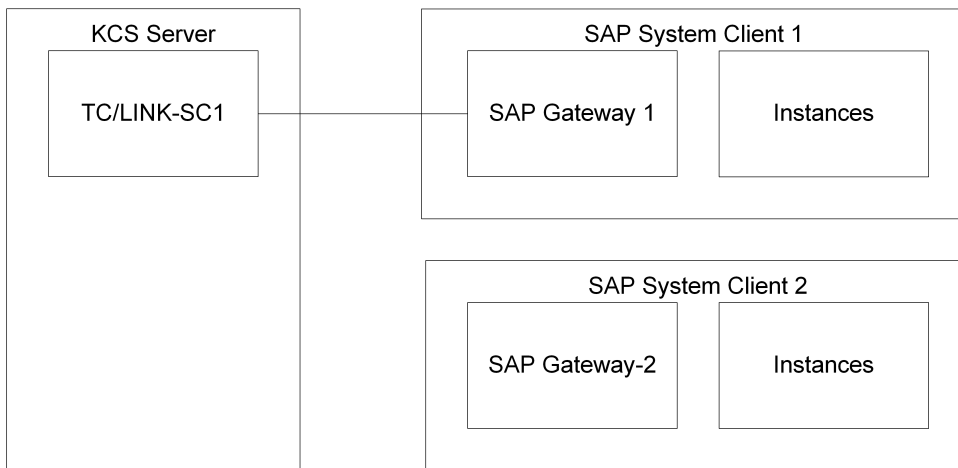 KCS Server
TC/LINK-SC1
SAP System Client 1
SAP Gateway 1
Instances
SAP System Client 2
SAP Gateway-2
Instances